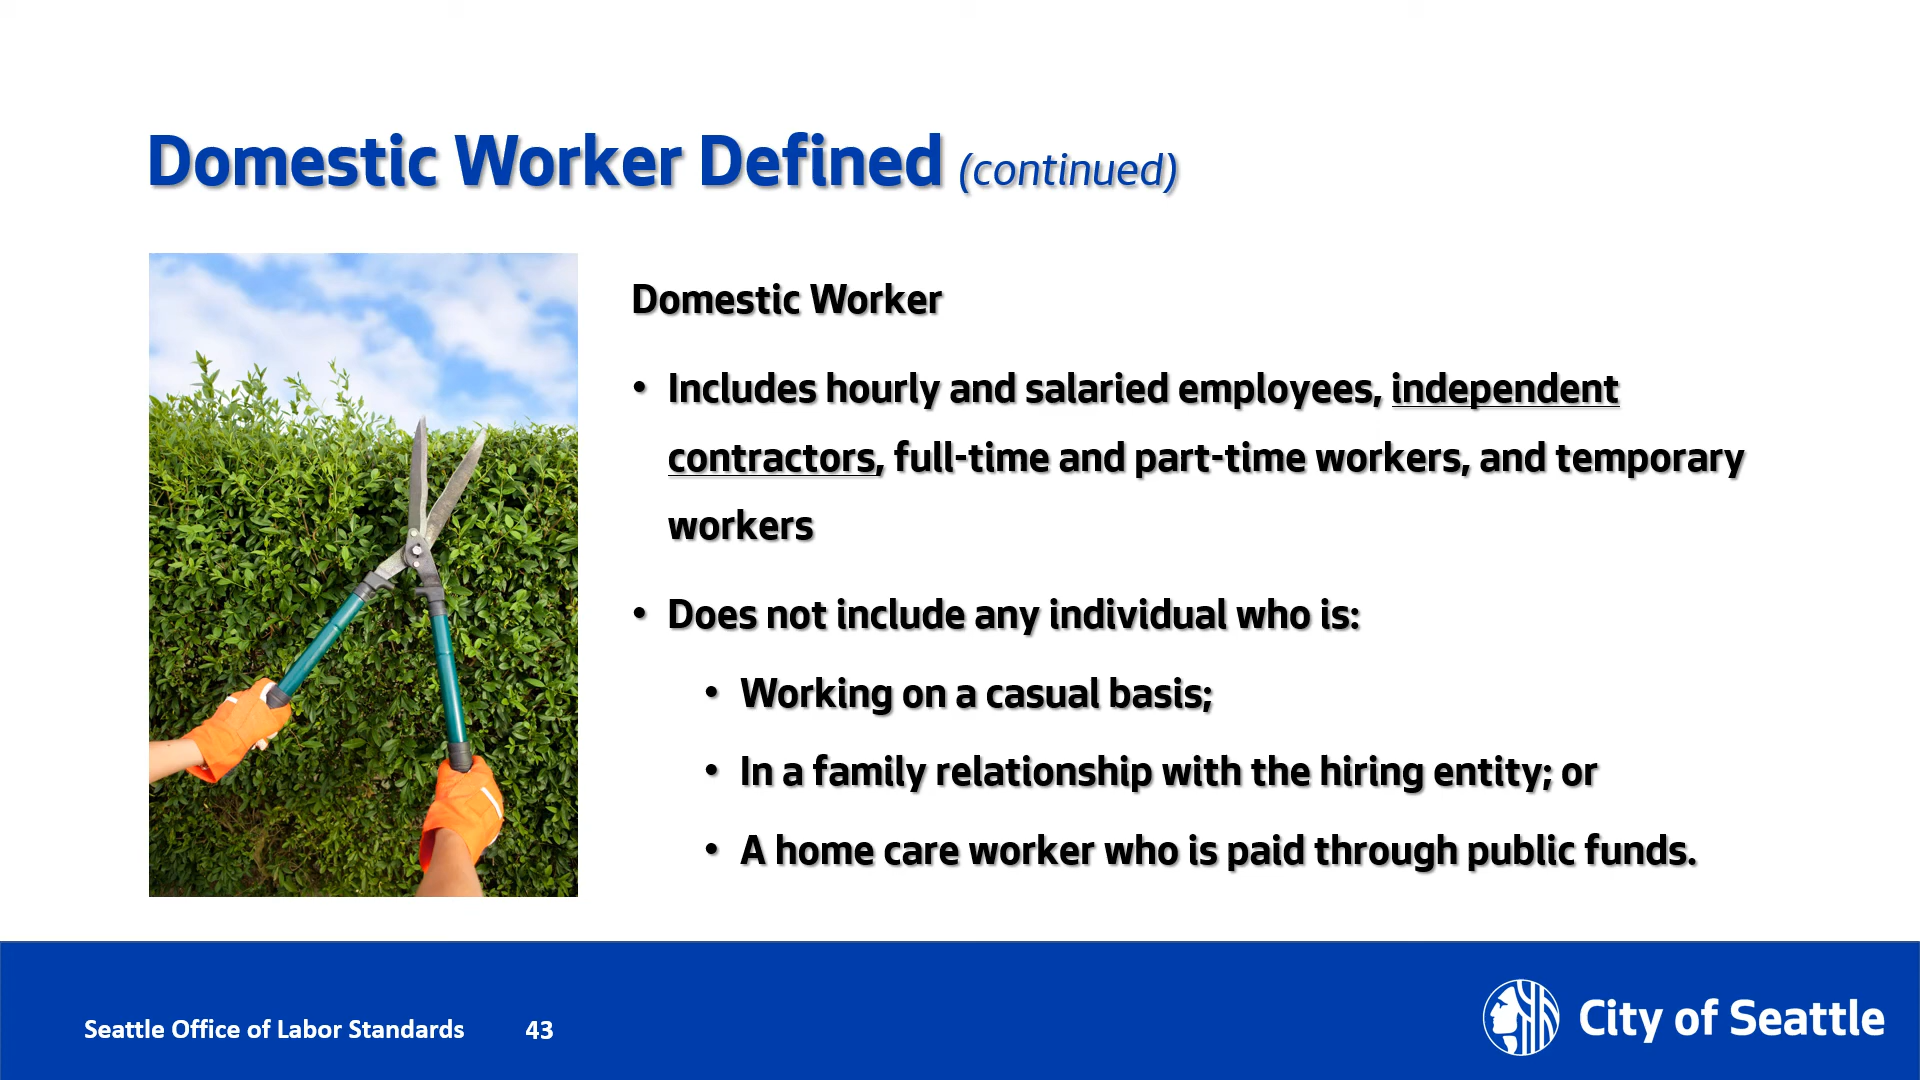 Domestic Worker Defined (continued)
Domestic Worker
• Includes hourly and salaried employees, independent
contractors, full-time and part-time workers, and temporary
workers
• Does not include any individual who is:
• Working on a casual basis;
• In a family relationship with the hiring entity; or
• A home care worker who is paid through public funds.
Seattle Office of Labor Standards 43
City of Seattle